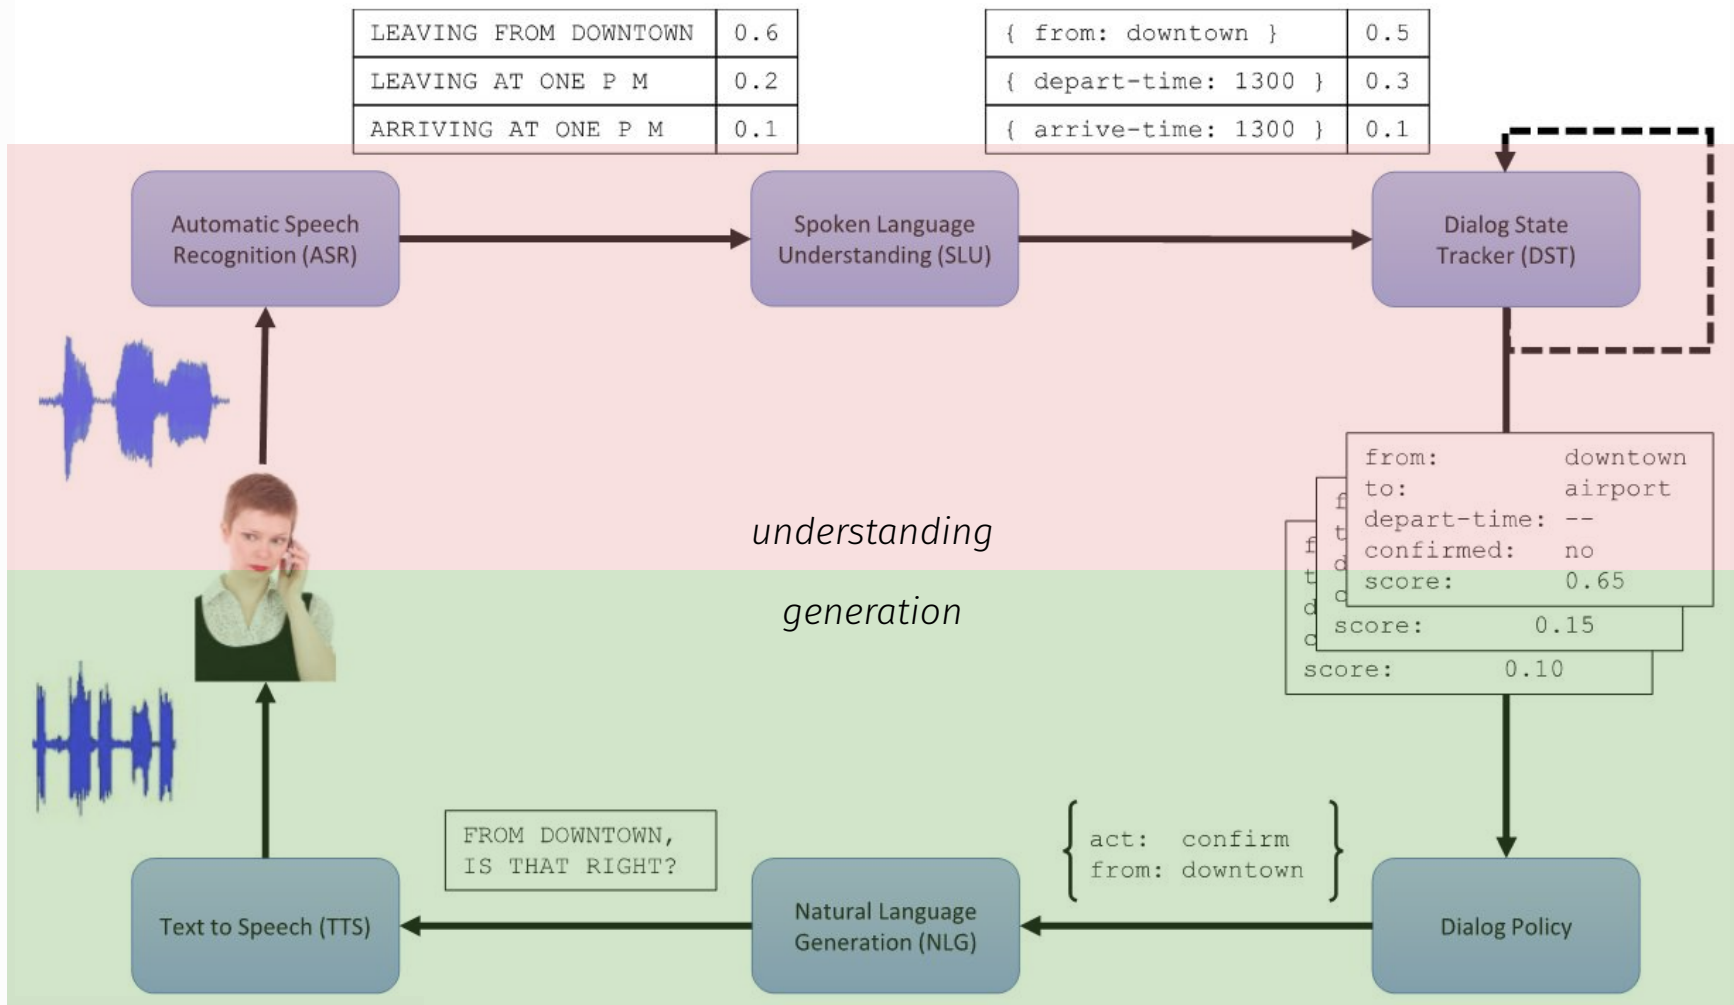 LEAVING FROM DOWNTOWN 0.6
LEAVING AT ONE P M 0.2
ARRIVING AT ONE P M 0.1
{ from: downtown } 0.5
{ depart-time: 1300 } 0.3
{ arrive-time: 1300 } 0.1
Automatic Speech
Recognition (ASR)
Spoken Language
Understanding (SLU)
Dialog State
Tracker (DST)
from: downtown
to: airport
depart-time: --
confirmed: no
score: 0.65
f
t
d
c
score: 0.15
f
t
d
c
score: 0.10
understanding
generation
FROM DOWNTOWN,
IS THAT RIGHT?
act: confirm
from: downtown
Text to Speech (TTS)
Natural Language
Generation (NLG)
Dialog Policy